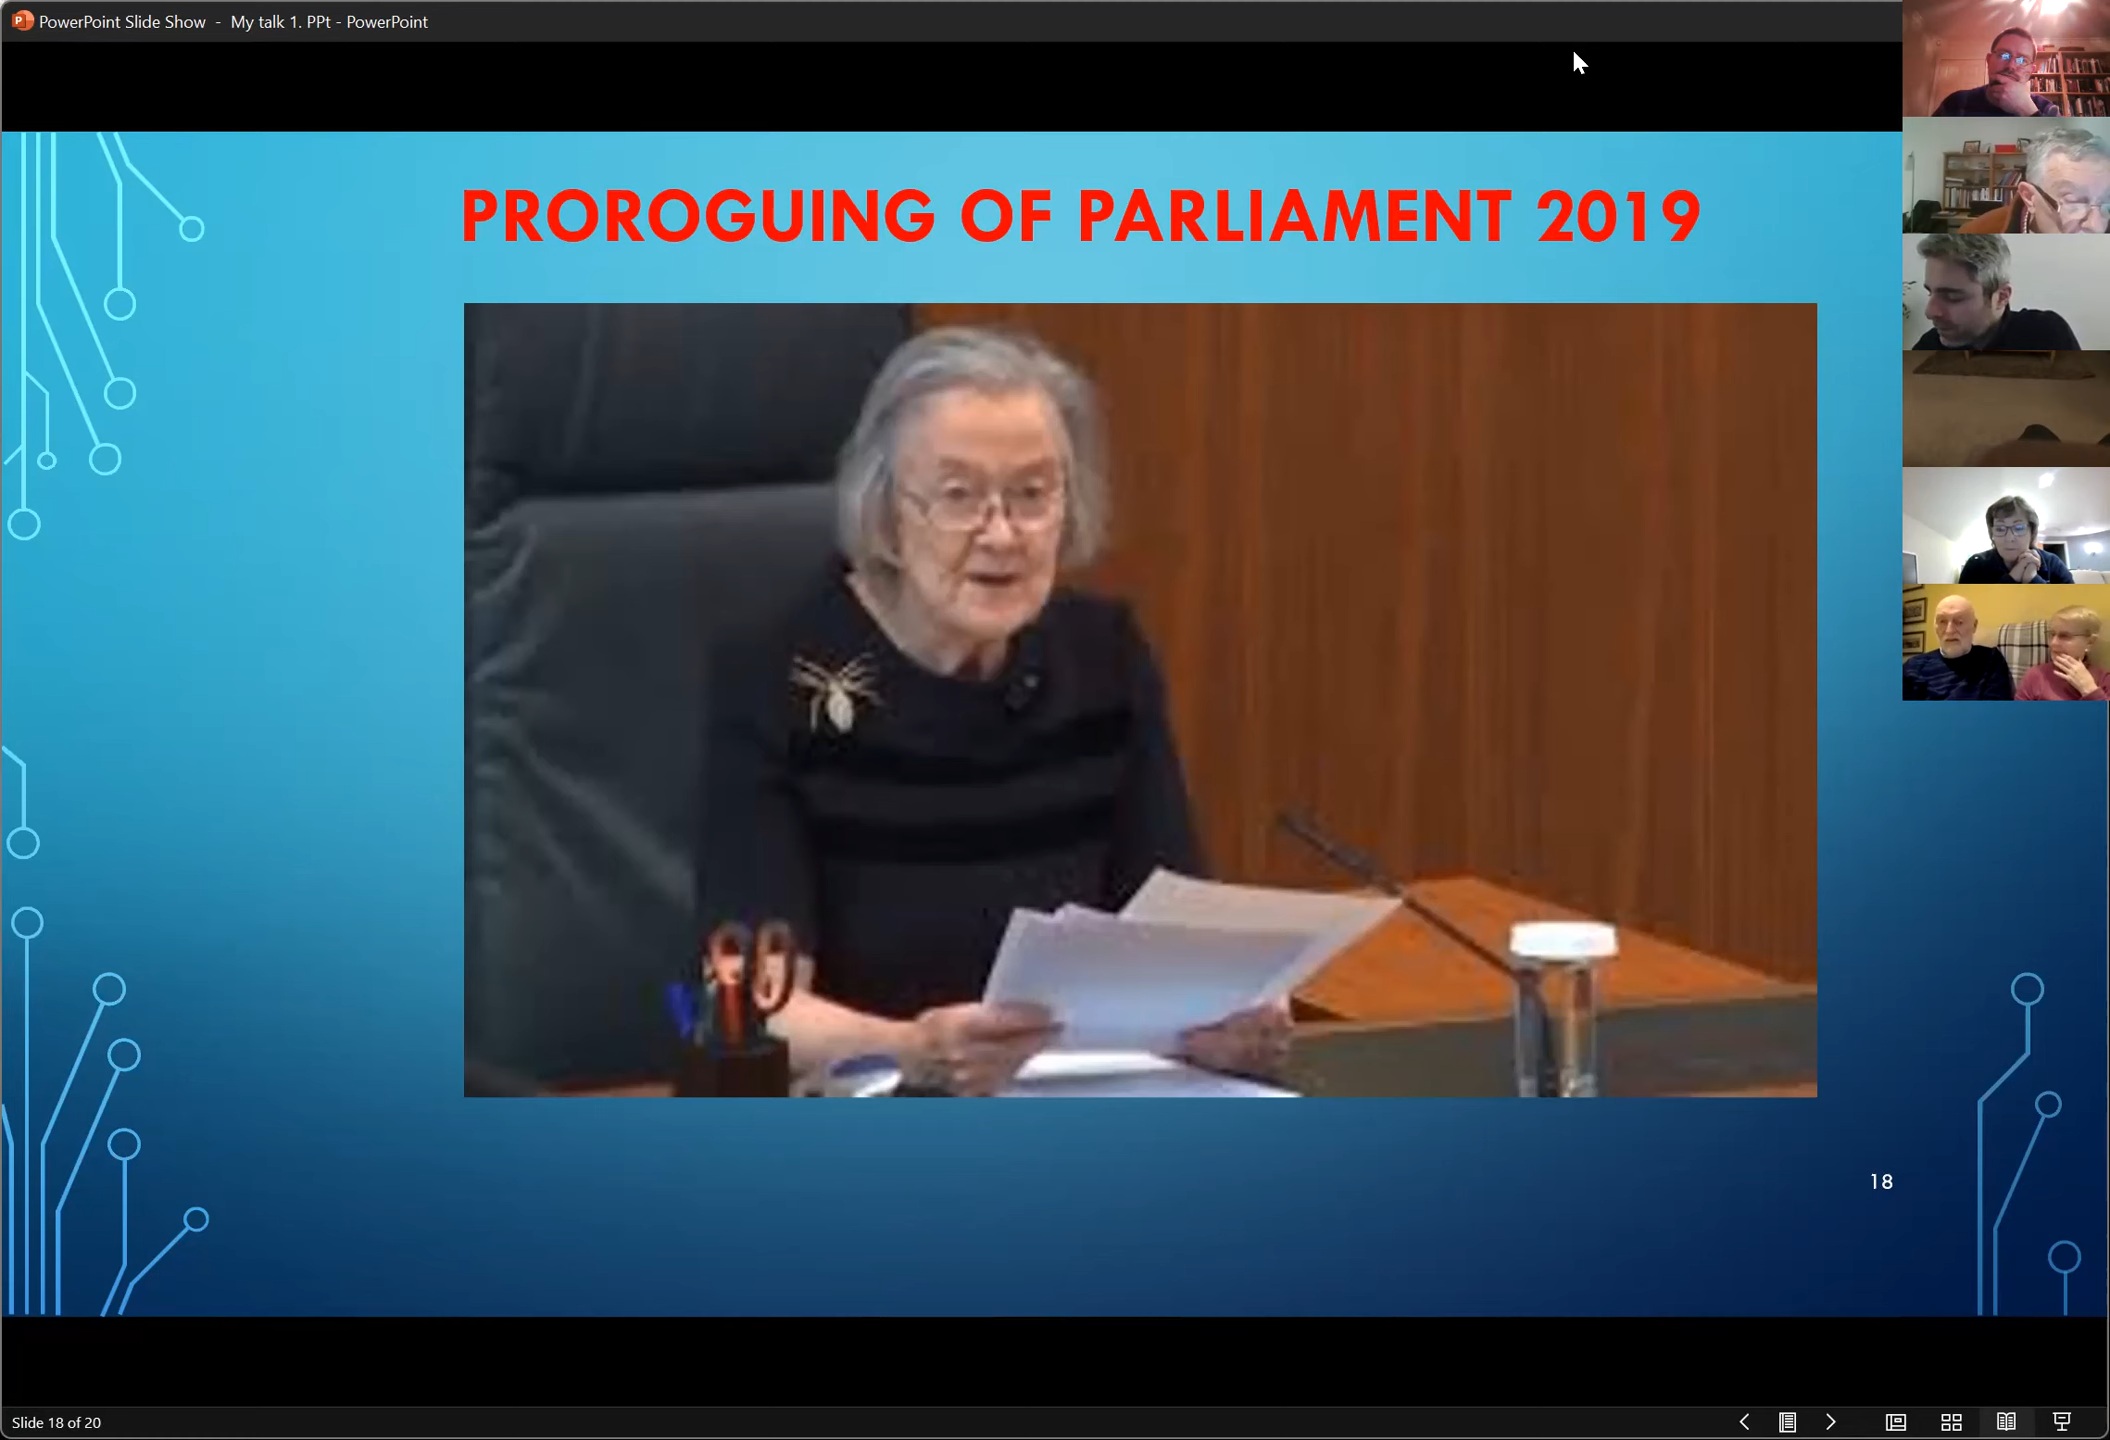 PowerPoint Slide Show - My talk 1. PPt - PowerPoint
PROROGUING OF PARLIAMENT 2019
18
Slide 18 of 20